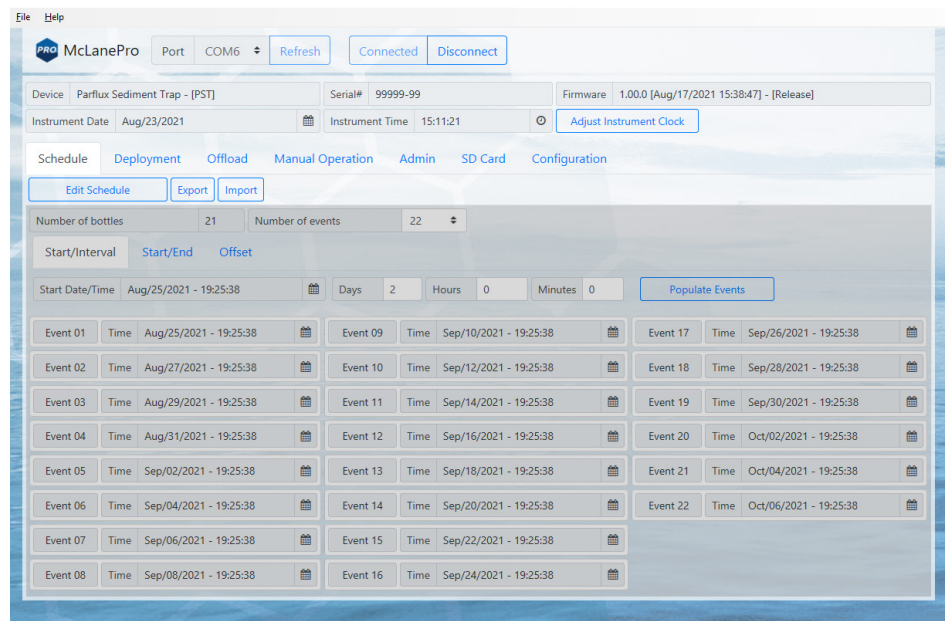 File Help
PRO McLanePro Port COM6 Refresh Connected Disconnect
Device Parflux Sediment Trap - [PST] Serial# 99999-99 Firmware 1.00.0 [Aug/17/2021 15:38:47] - [Release]
Instrument Date Aug/23/2021 Instrument Time 15:11:21 Adjust Instrument Clock
Schedule Deployment Offload Manual Operation Admin SD Card Configuration
Edit Schedule Export Import
Number of bottles 21 Number of events 22
Start/Interval Start/End Offset
Start Date/Time Aug/25/2021 - 19:25:38 Days 2 Hours 0 Minutes 0 Populate Events
Event 01 Time Aug/25/2021 - 19:25:38 Event 09 Time Sep/10/2021 - 19:25:38 Event 17 Time Sep/26/2021 - 19:25:38
Event 02 Time Aug/27/2021 - 19:25:38 Event 10 Time Sep/12/2021 - 19:25:38 Event 18 Time Sep/28/2021 - 19:25:38
Event 03 Time Aug/29/2021 - 19:25:38 Event 11 Time Sep/14/2021 - 19:25:38 Event 19 Time Sep/30/2021 - 19:25:38
Event 04 Time Aug/31/2021 - 19:25:38 Event 12 Time Sep/16/2021 - 19:25:38 Event 20 Time Oct/02/2021 - 19:25:38
Event 05 Time Sep/02/2021 - 19:25:38 Event 13 Time Sep/18/2021 - 19:25:38 Event 21 Time Oct/04/2021 - 19:25:38
Event 06 Time Sep/04/2021 - 19:25:38 Event 14 Time Sep/20/2021 - 19:25:38 Event 22 Time Oct/06/2021 - 19:25:38
Event 07 Time Sep/06/2021 - 19:25:38 Event 15 Time Sep/22/2021 - 19:25:38
Event 08 Time Sep/08/2021 - 19:25:38 Event 16 Time Sep/24/2021 - 19:25:38